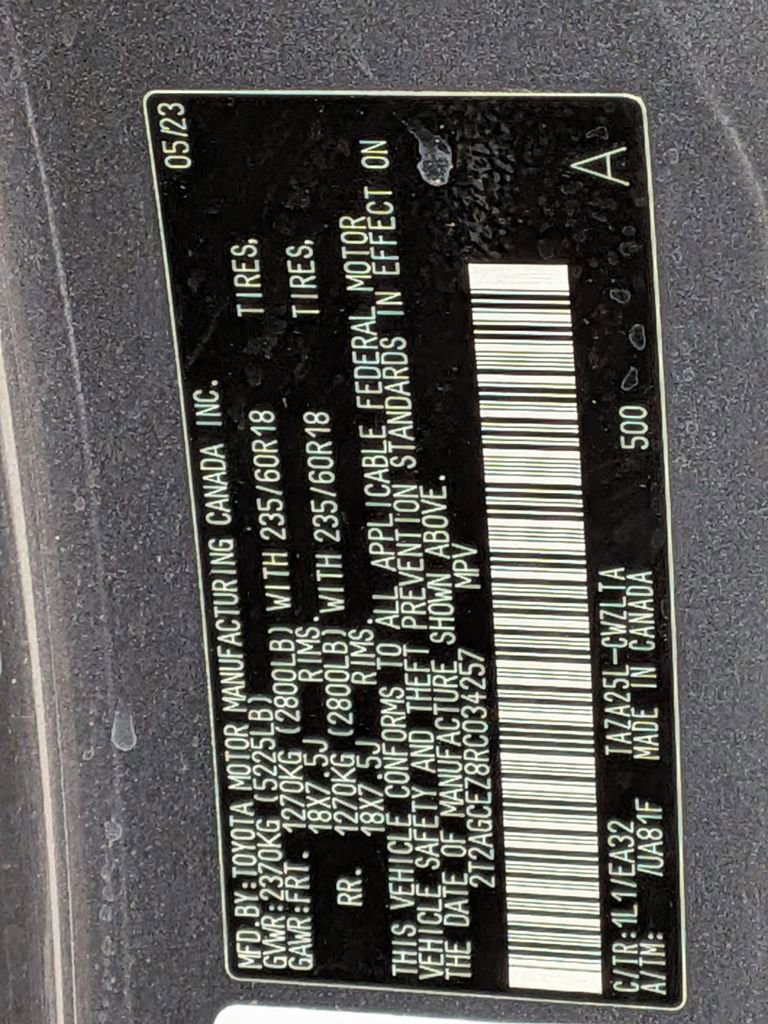 MFD.BY:TOYOTA MOTOR MANUFACTURING CANADA INC. 05/23
GVWR:2370KG (5225LB)
GAWR:FRT. 1270KG (2800LB) WITH 235/60R18 TIRES,
18X7.5J RIMS.
RR. 1270KG (2800LB) WITH 235/60R18 TIRES,
18X7.5J RIMS.
THIS VEHICLE CONFORMS TO ALL APPLICABLE FEDERAL MOTOR
VEHICLE SAFETY AND THEFT PREVENTION STANDARDS IN EFFECT ON
THE DATE OF MANUFACTURE SHOWN ABOVE.
2T2AGCEZ8RC034257 MPV
C/TR:1L1/EA32 TAZA25L-CWZLTA 500 A
A/TM: /UA81F MADE IN CANADA